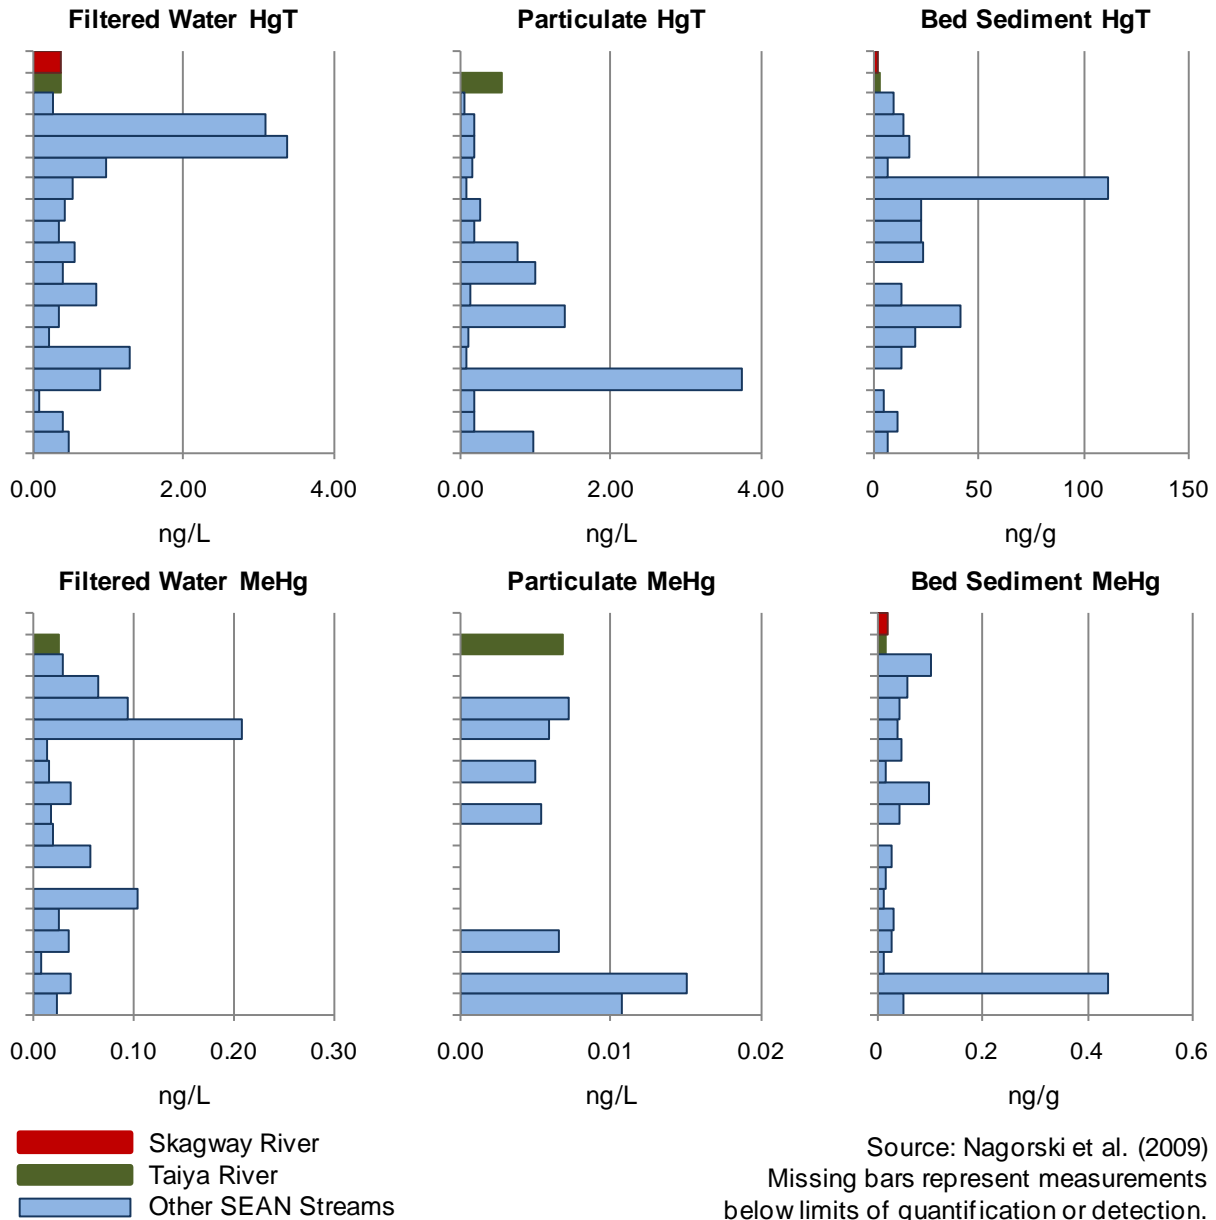 Filtered Water HgT
Particulate HgT
Bed Sediment HgT
0.00 2.00 4.00
0.00 2.00 4.00
0 50 100 150
ng/L
ng/L
ng/g
Filtered Water MeHg
Particulate MeHg
Bed Sediment MeHg
0.00 0.10 0.20 0.30
0.00 0.01 0.02
0 0.2 0.4 0.6
ng/L
ng/L
ng/g
Skagway River
Taiya River
Other SEAN Streams
Source: Nagorski et al. (2009)
Missing bars represent measurements
below limits of quantification or detection.